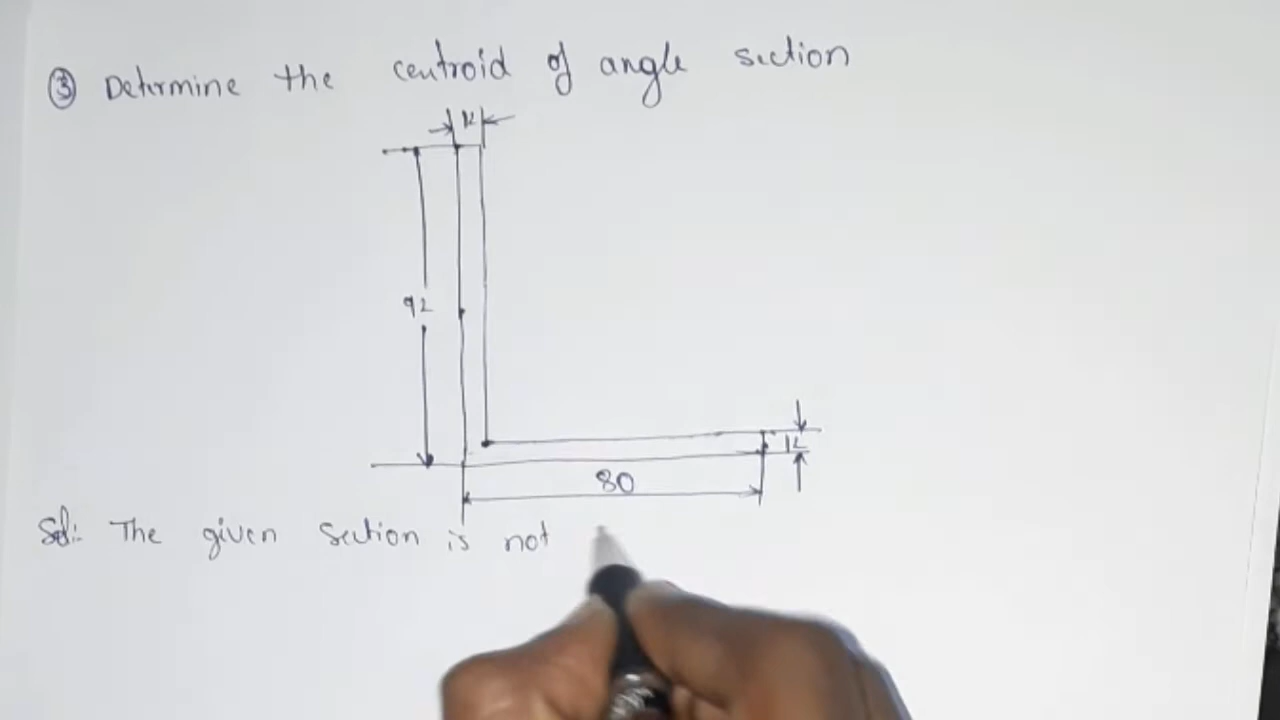 ③ Determine the centroid of angle section
12
92
12
80
Sol:- The given section is not